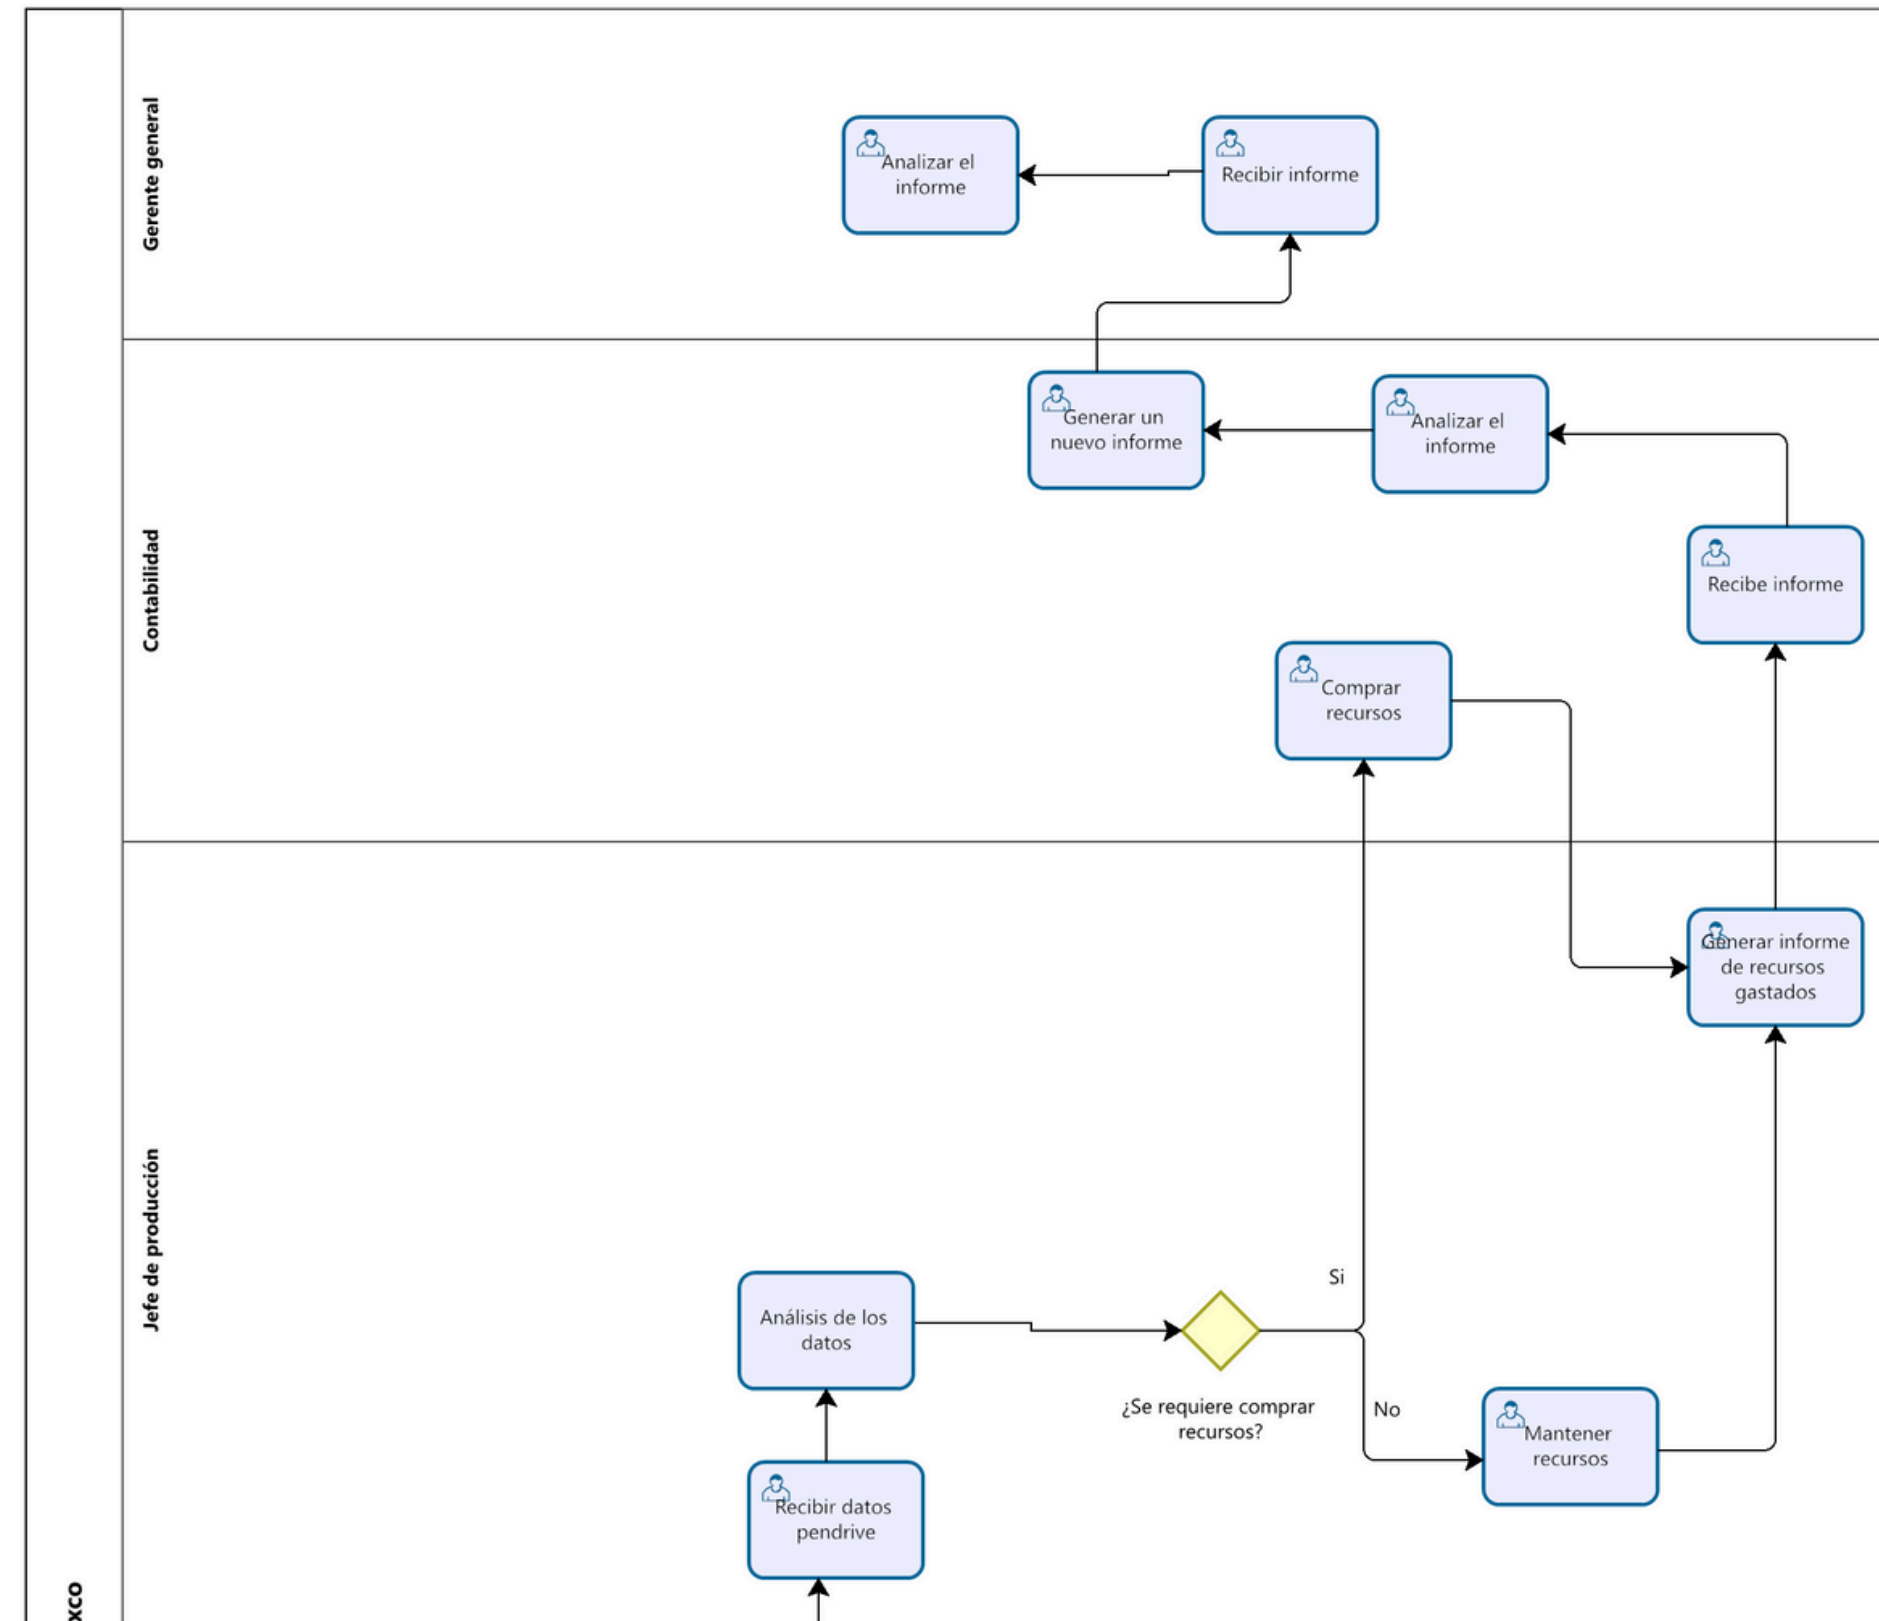 Gerente general
Analizar el
informe
Recibir informe
Contabilidad
Generar un
nuevo informe
Analizar el
informe
Recibe informe
Comprar
recursos
Jefe de producción
Generar informe
de recursos
gastados
Análisis de los
datos
Si
¿Se requiere comprar
recursos?
No
Mantener
recursos
Recibir datos
pendrive
xco